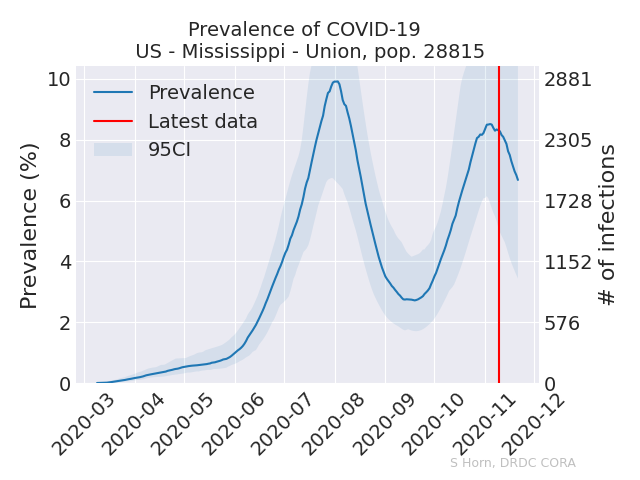 Prevalence of COVID-19
US - Mississippi - Union, pop. 28815
Prevalence
Latest data
95CI
Prevalence (%)
10
8
6
4
2
0
2881
2305
1728
1152
576
0
# of infections
2020-03
2020-04
2020-05
2020-06
2020-07
2020-08
2020-09
2020-10
2020-11
2020-12
S Horn, DRDC CORA